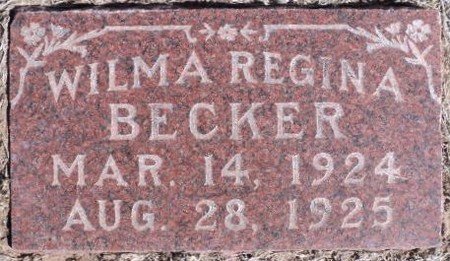 WILMA REGINA
BECKER
MAR. 14, 1924
AUG. 28, 1925